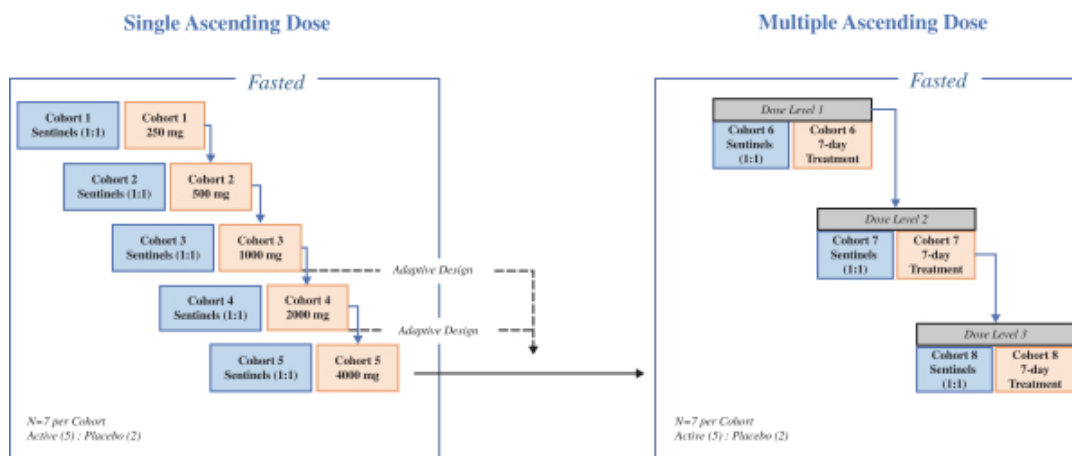 Single Ascending Dose
Multiple Ascending Dose
Fasted
Cohort 1
Sentinels (1:1)
Cohort 1
250 mg
Cohort 2
Sentinels (1:1)
Cohort 2
500 mg
Cohort 3
Sentinels (1:1)
Cohort 3
1000 mg
Adaptive Design
Cohort 4
Sentinels (1:1)
Cohort 4
2000 mg
Adaptive Design
Cohort 5
Sentinels (1:1)
Cohort 5
4000 mg
N=7 per Cohort
Active (5) : Placebo (2)
Fasted
Dose Level 1
Cohort 6
Sentinels
(1:1)
Cohort 6
7-day
Treatment
Dose Level 2
Cohort 7
Sentinels
(1:1)
Cohort 7
7-day
Treatment
Dose Level 3
Cohort 8
Sentinels
(1:1)
Cohort 8
7-day
Treatment
N=7 per Cohort
Active (5) : Placebo (2)